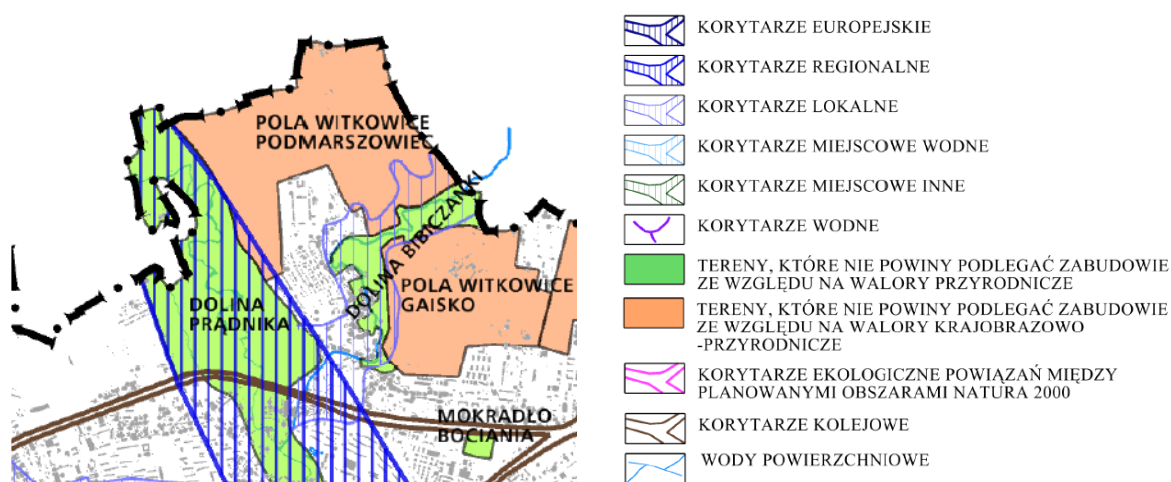 POLA WITKOWICE
PODMARSZOWIEC
DOLINA BIBICZANKI
POLA WITKOWICE
GAISKO
DOLINA
PRĄDNIKA
MOKRADŁO
BOCIANIA
KORYTARZE EUROPEJSKIE
KORYTARZE REGIONALNE
KORYTARZE LOKALNE
KORYTARZE MIEJSCOWE WODNE
KORYTARZE MIEJSCOWE INNE
KORYTARZE WODNE
TERENY, KTÓRE NIE POWINY PODLEGAĆ ZABUDOWIE
ZE WZGLĘDU NA WALORY PRZYRODNICZE
TERENY, KTÓRE NIE POWINY PODLEGAĆ ZABUDOWIE
ZE WZGLĘDU NA WALORY KRAJOBRAZOWO
-PRZYRODNICZE
KORYTARZE EKOLOGICZNE POWIĄZAŃ MIĘDZY
PLANOWANYMI OBSZARAMI NATURA 2000
KORYTARZE KOLEJOWE
WODY POWIERZCHNIOWE